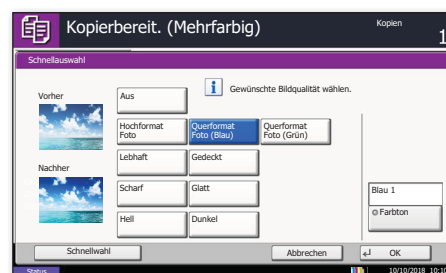 Kopierbereit. (Mehrfarbig)
Kopien
1
Schnellauswahl
Vorher
Aus
Gewünschte Bildqualität wählen.
Hochformat
Foto
Querformat
Foto (Blau)
Querformat
Foto (Grün)
Nachher
Lebhaft
Gedeckt
Scharf
Glatt
Blau 1
Farbton
Hell
Dunkel
Schnellwahl
Abbrechen
OK
Status
10/10/2018 10:10